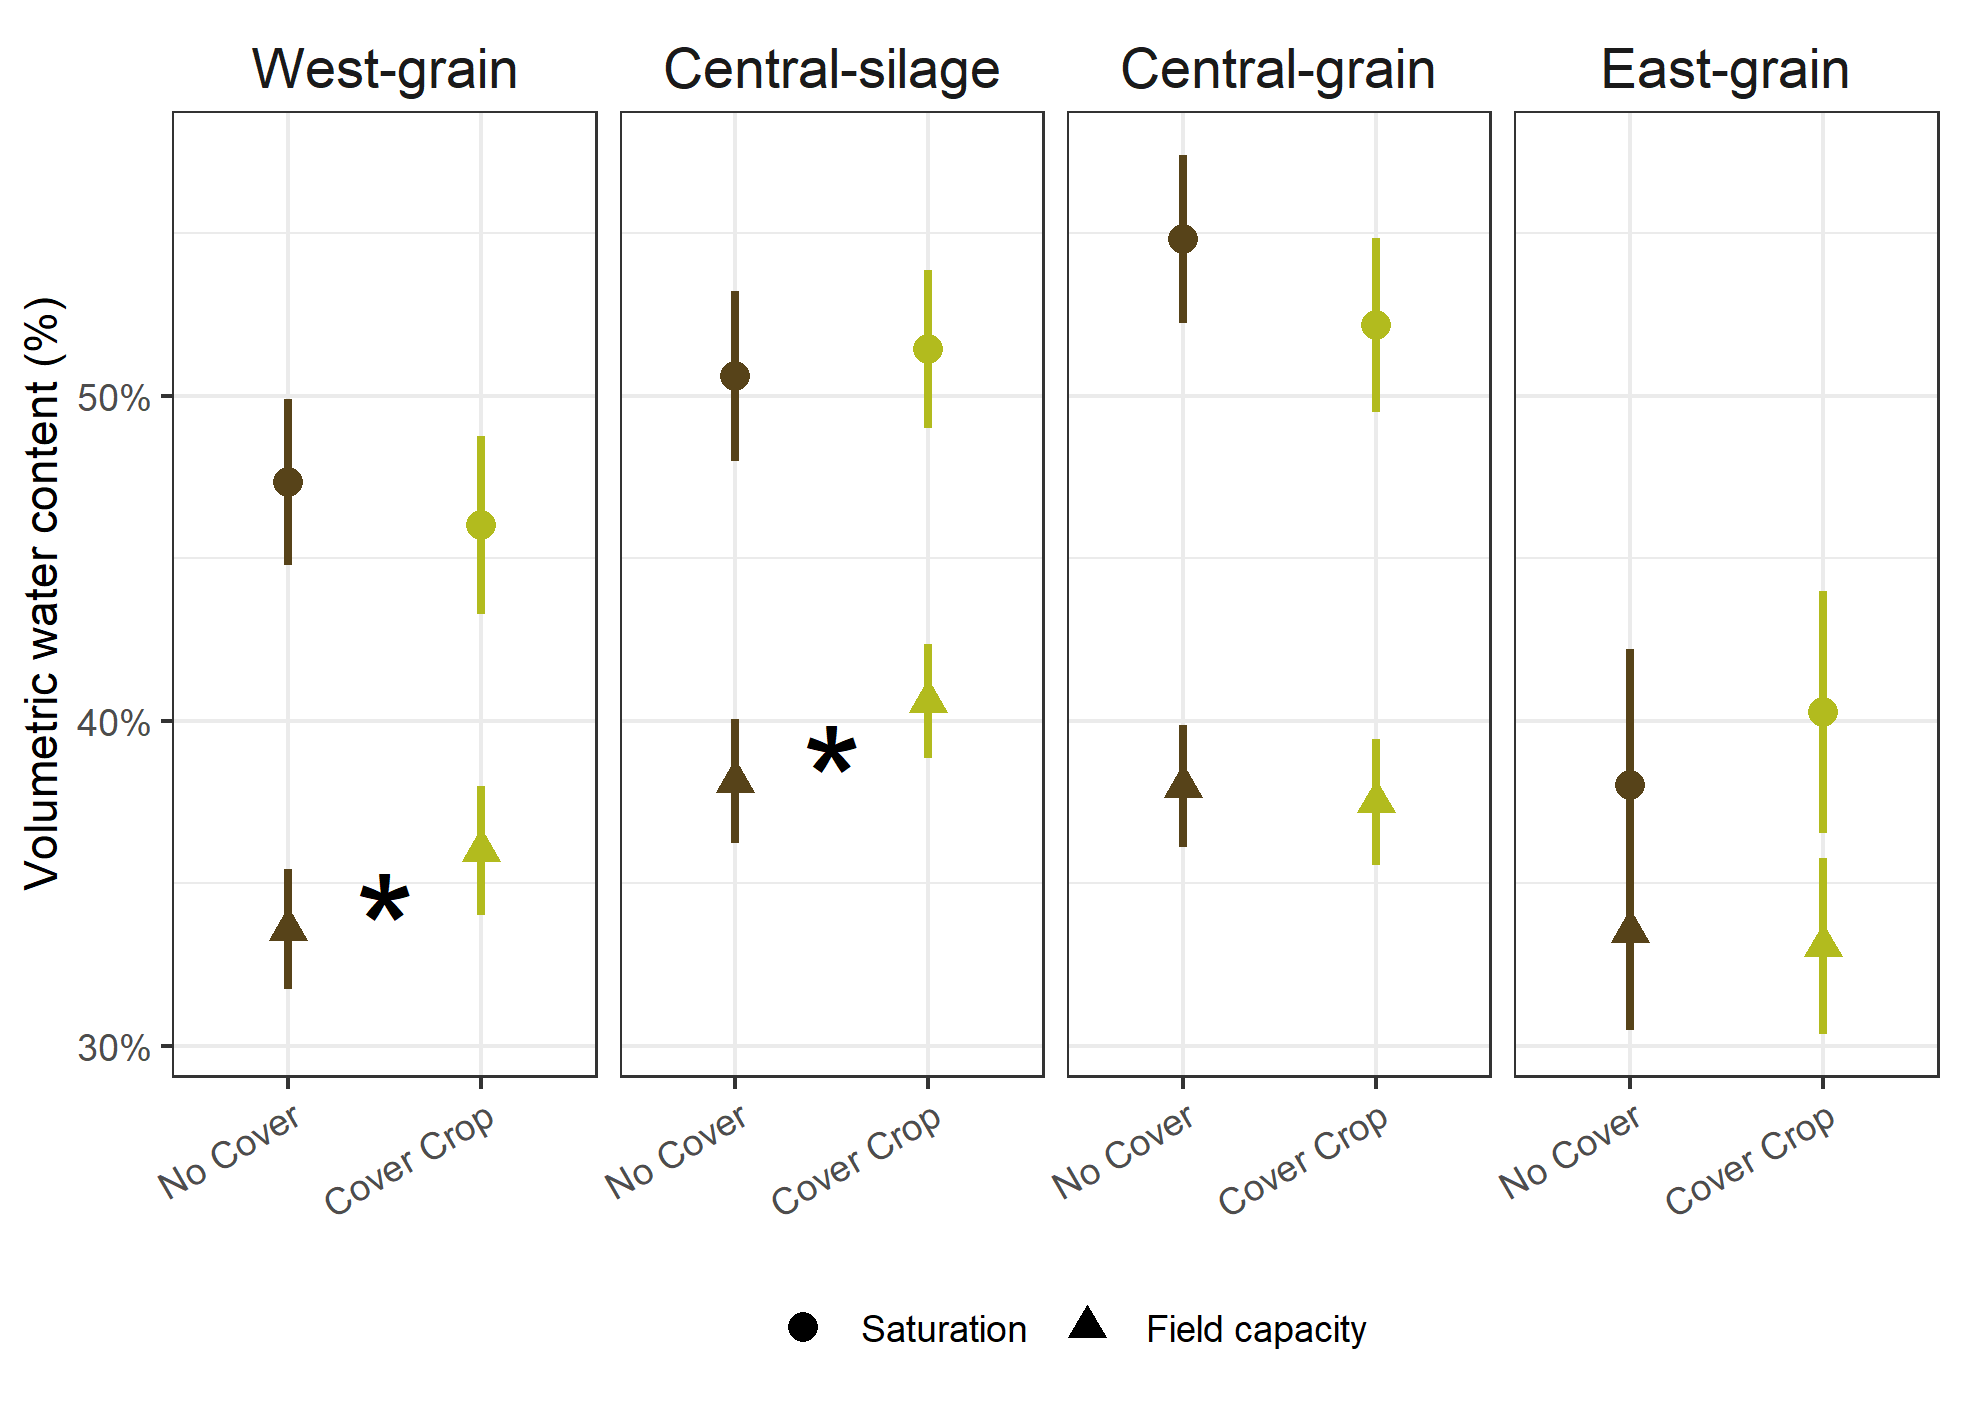 West-grain Central-silage Central-grain East-grain
Volumetric water content (%)
50%
40%
30%
* *
No Cover Cover Crop No Cover Cover Crop No Cover Cover Crop No Cover Cover Crop
Saturation Field capacity